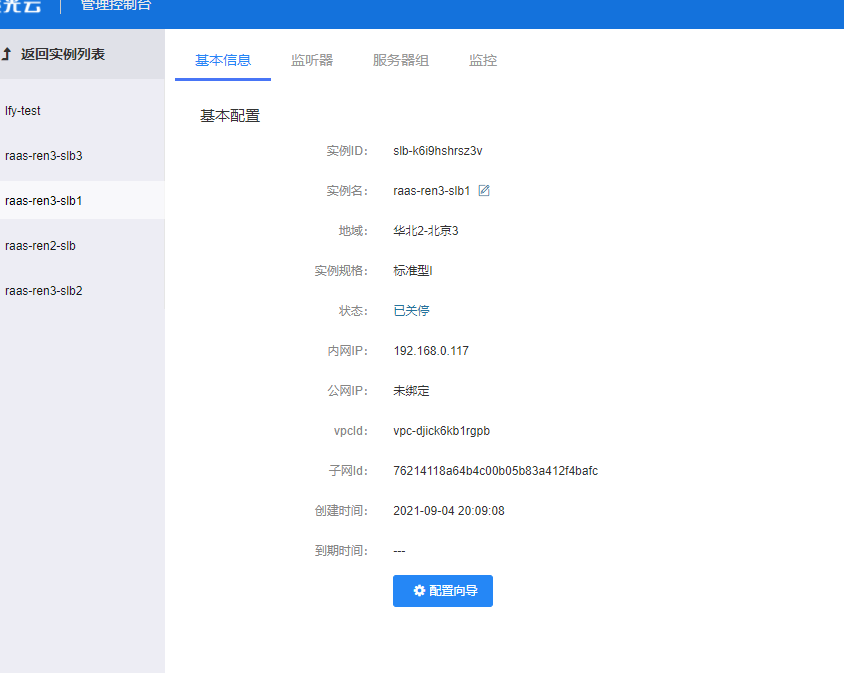 光云 管理控制台
返回实例列表
lfy-test
raas-ren3-slb3
raas-ren3-slb1
raas-ren2-slb
raas-ren3-slb2
基本信息 监听器 服务器组 监控
基本配置
实例ID: slb-k6i9hshrsz3v
实例名: raas-ren3-slb1
地域: 华北2-北京3
实例规格: 标准型I
状态: 已关停
内网IP: 192.168.0.117
公网IP: 未绑定
vpcId: vpc-djick6kb1rgpb
子网Id: 76214118a64b4c00b05b83a412f4bafc
创建时间: 2021-09-04 20:09:08
到期时间: ---
配置向导